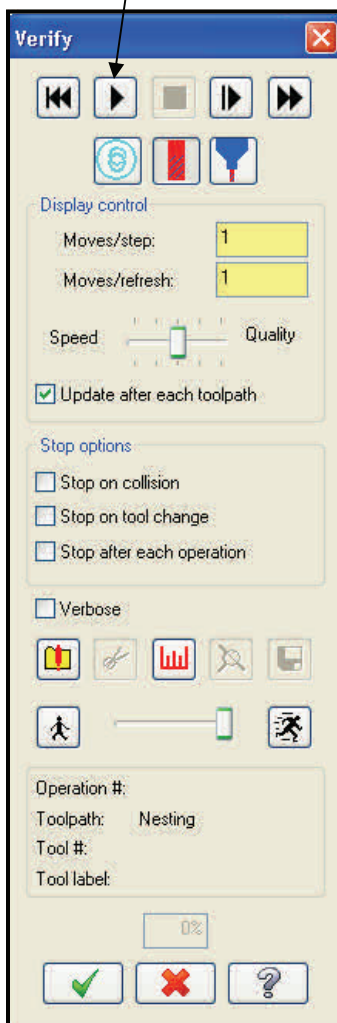 Verify
Display control
Moves/step: 1
Moves/refresh: 1
Speed Quality
Update after each toolpath
Stop options
Stop on collision
Stop on tool change
Stop after each operation
Verbose
Operation #:
Toolpath: Nesting
Tool #:
Tool label:
0%